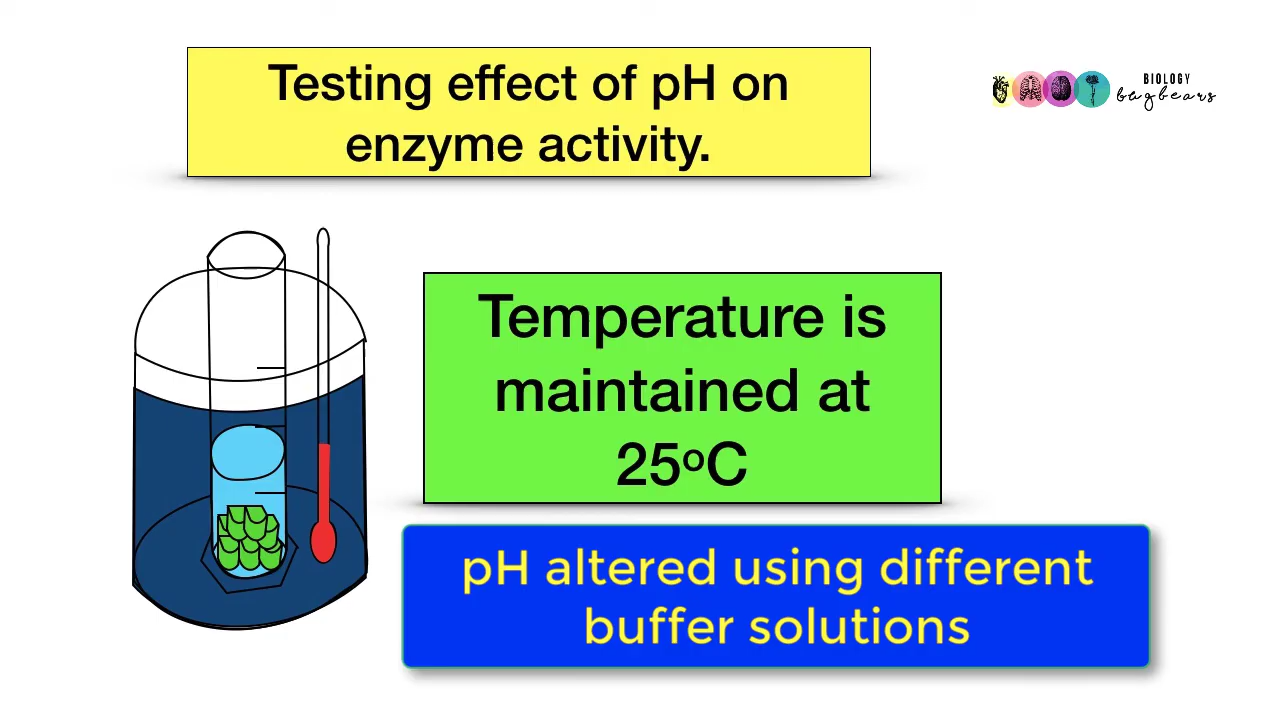 Testing effect of pH on
enzyme activity.
BIOLOGY
bugbears
Temperature is
maintained at
25ºC
pH altered using different
buffer solutions